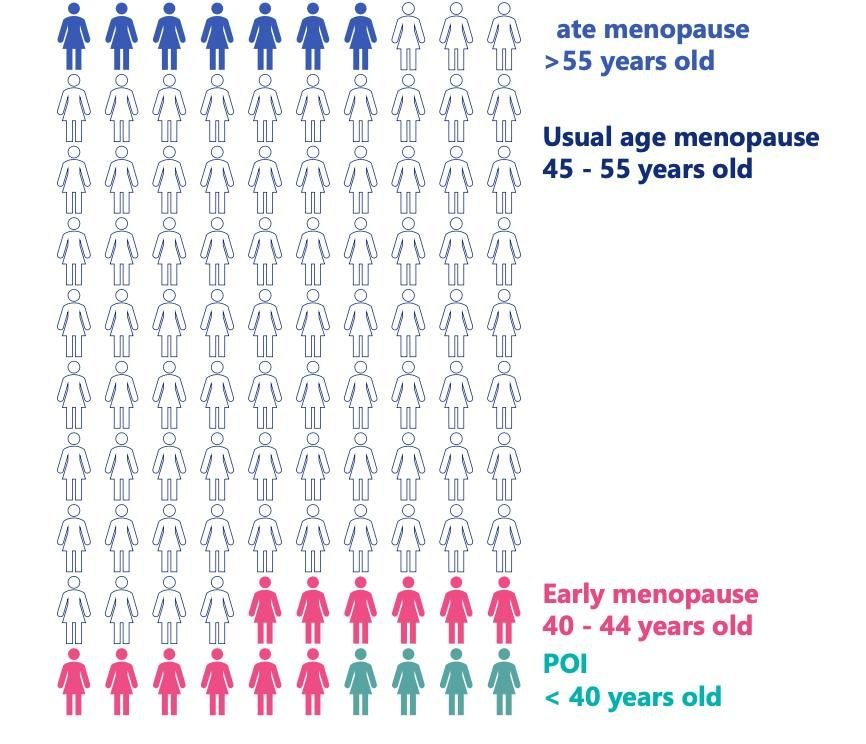 ate menopause
>55 years old
Usual age menopause
45 - 55 years old
Early menopause
40 - 44 years old
POI
< 40 years old